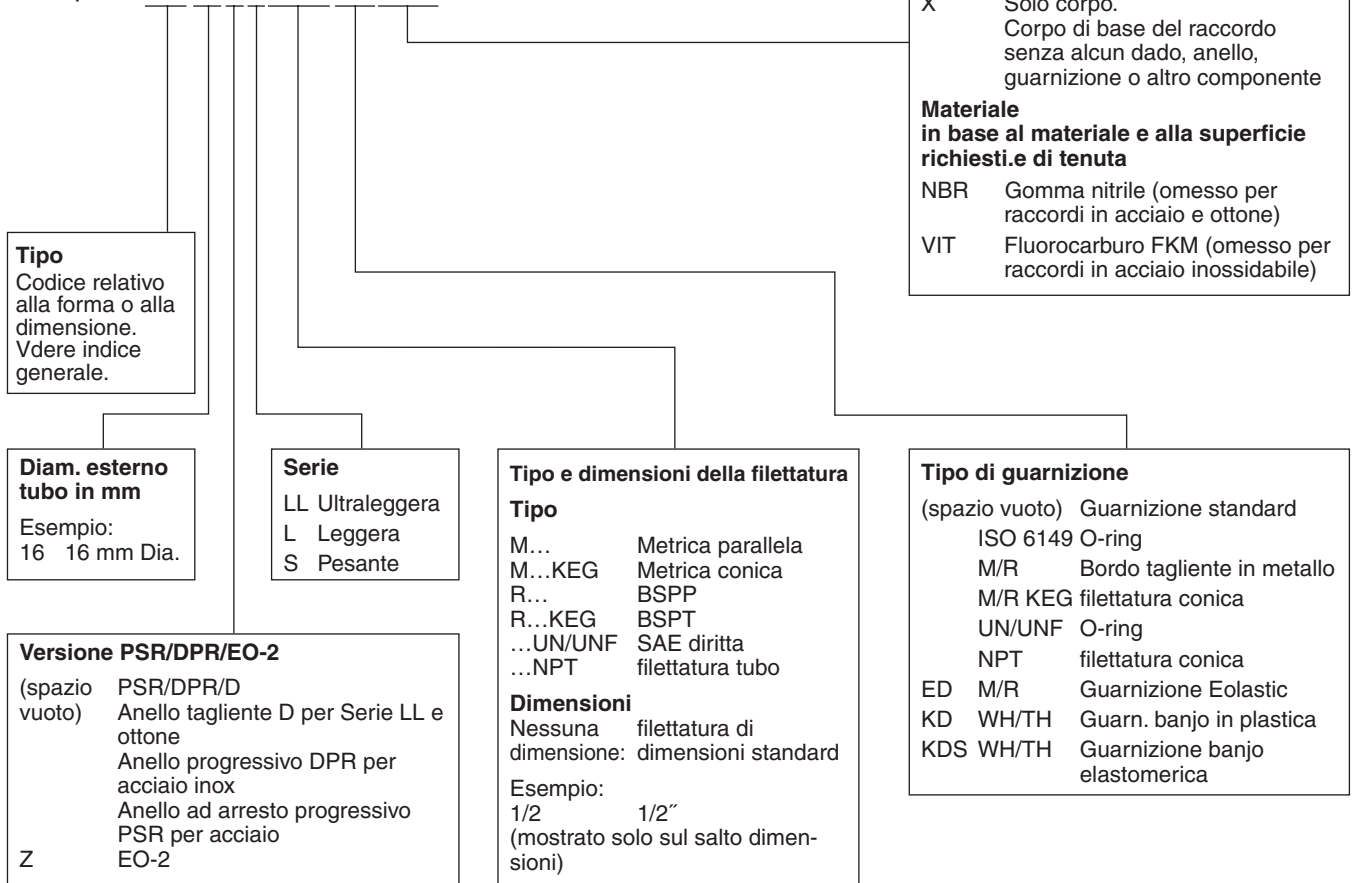 X Solo corpo.
Corpo di base del raccordo
senza alcun dado, anello,
guarnizione o altro componente
Materiale
in base al materiale e alla superficie
richiesti.e di tenuta
NBR Gomma nitrile (omesso per
raccordi in acciaio e ottone)
VIT Fluorocarburo FKM (omesso per
raccordi in acciaio inossidabile)
Tipo
Codice relativo
alla forma o alla
dimensione.
Vdere indice
generale.
Diam. esterno
tubo in mm
Esempio:
16 16 mm Dia.
Serie
LL Ultraleggera
L Leggera
S Pesante
Tipo e dimensioni della filettatura
Tipo
M… Metrica parallela
M…KEG Metrica conica
R… BSPP
R…KEG BSPT
…UN/UNF SAE diritta
…NPT filettatura tubo
Dimensioni
Nessuna filettatura di
dimensione: dimensioni standard
Esempio:
1/2 1/2˝
(mostrato solo sul salto dimen-
sioni)
Tipo di guarnizione
(spazio vuoto) Guarnizione standard
ISO 6149 O-ring
M/R Bordo tagliente in metallo
M/R KEG filettatura conica
UN/UNF O-ring
NPT filettatura conica
ED M/R Guarnizione Eolastic
KD WH/TH Guarn. banjo in plastica
KDS WH/TH Guarnizione banjo
elastomerica
Versione PSR/DPR/EO-2
(spazio PSR/DPR/D
vuoto) Anello tagliente D per Serie LL e
ottone
Anello progressivo DPR per
acciaio inox
Anello ad arresto progressivo
PSR per acciaio
Z EO-2